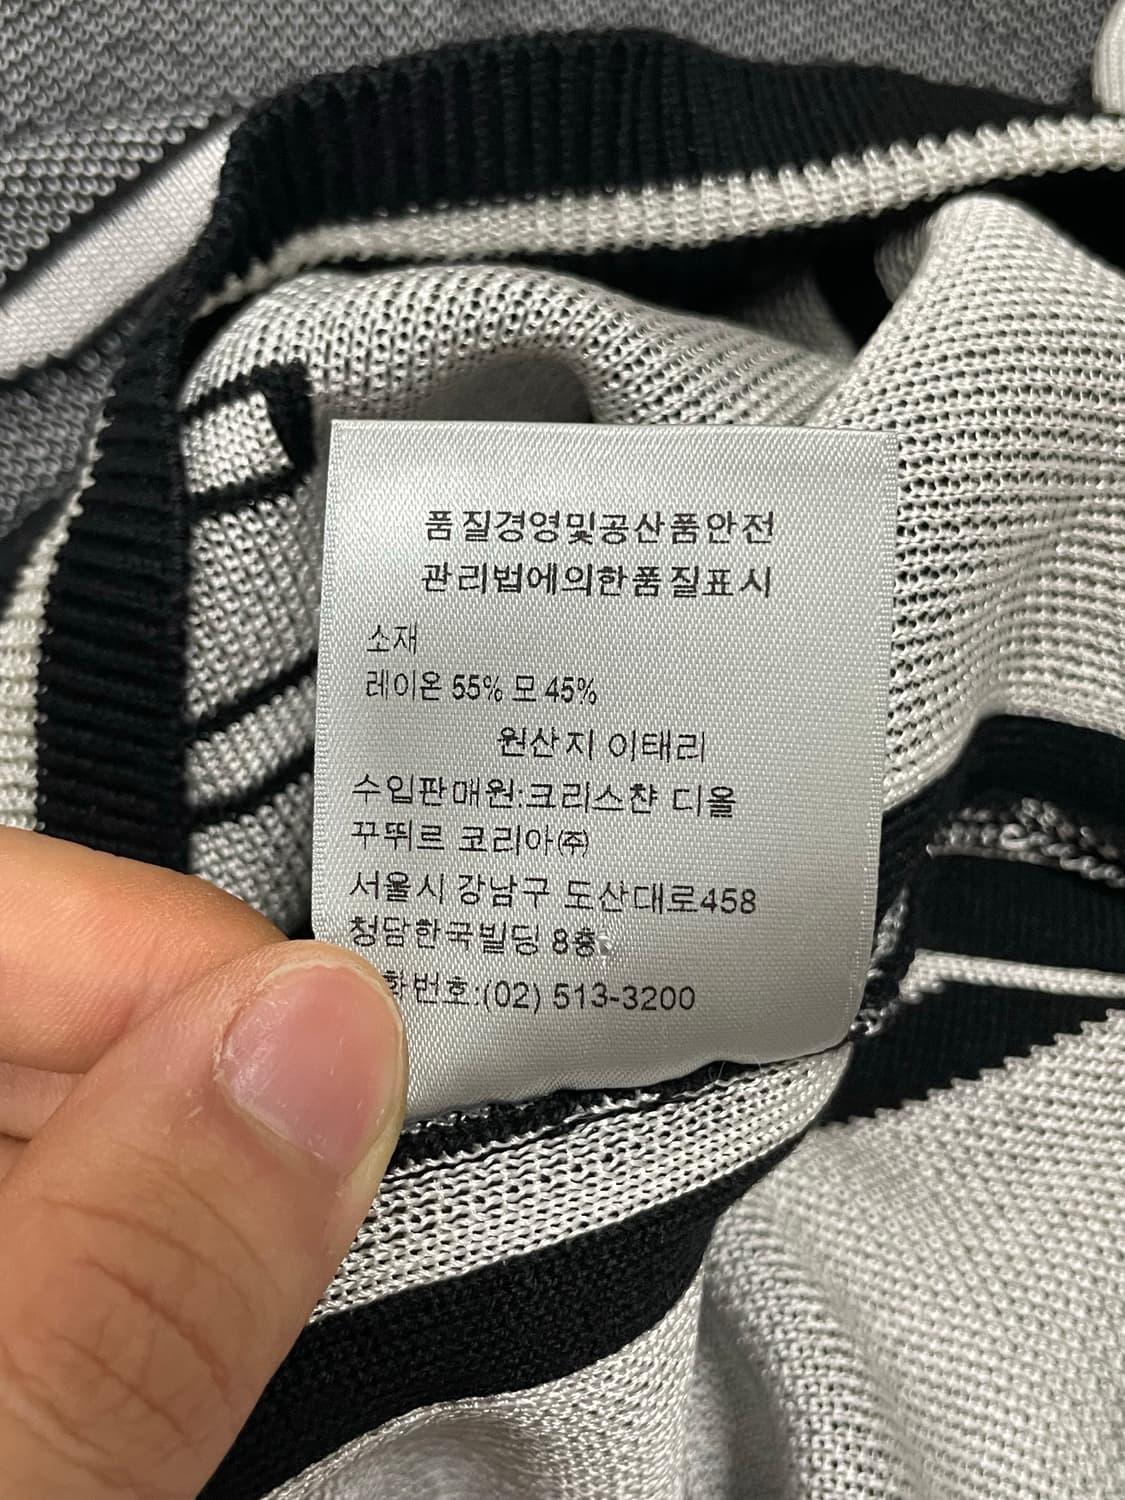 품질경영및공산품안전
관리법에의한품질표시
소재
레이온 55% 모 45%
원산지 이태리
수입판매원:크리스챤 디올
꾸뛰르 코리아㈜
서울시 강남구 도산대로458
청담한국빌딩 8층
화번호:(02) 513-3200